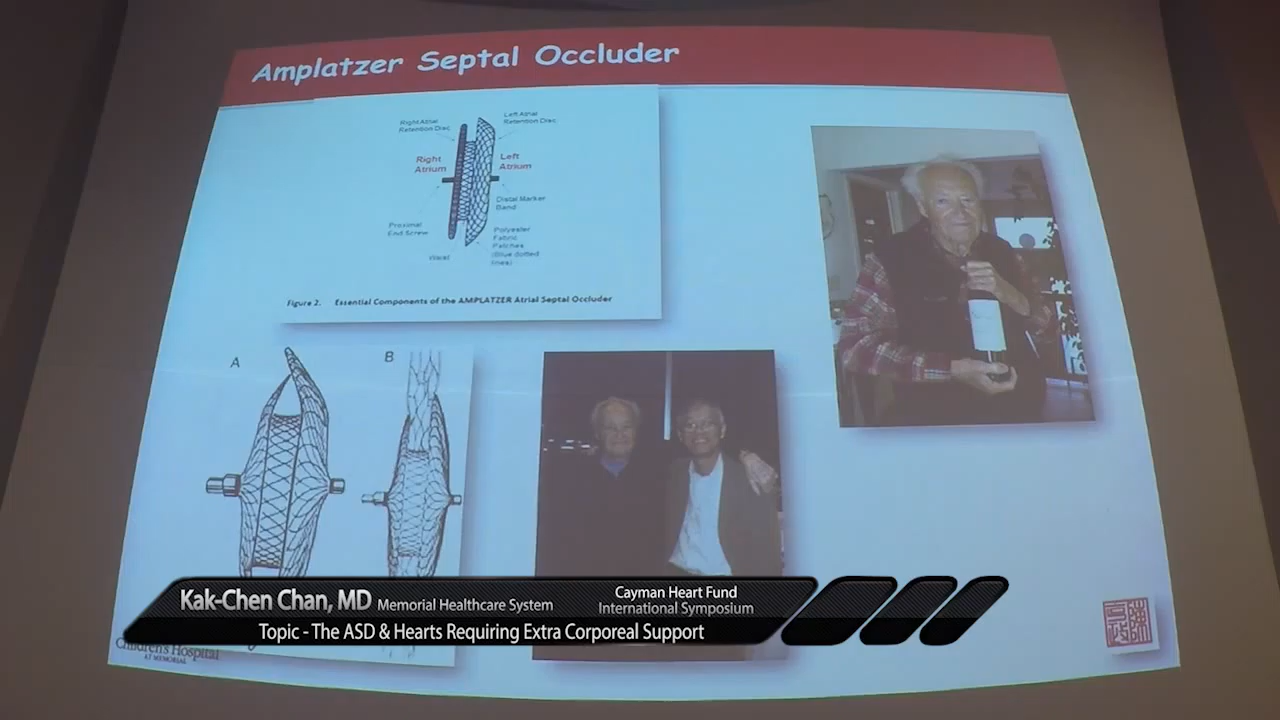 Amplatzer Septal Occluder
Right Atrial
Retention Disc
Left Atrial
Retention Disc
Right
Atrium
Left
Atrium
Distal Marker
Band
Proximal
End Screw
Polyester
Fabric
Patches
(Blue dotted
lines)
Figure 2. Essential Components of the AMPLATZER Atrial Septal Occluder
A
B
Kak-Chen Chan, MD Memorial Healthcare System
Cayman Heart Fund
International Symposium
Topic - The ASD & Hearts Requiring Extra Corporeal Support
Children's Hospital
AT MEMORIAL